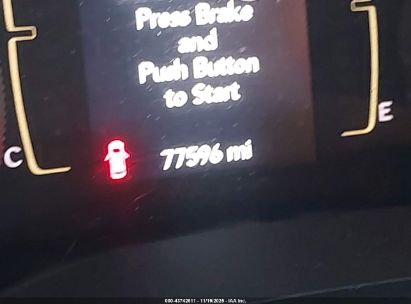 Press Brake
and
Push Button
to Start
E
C
77596 mi